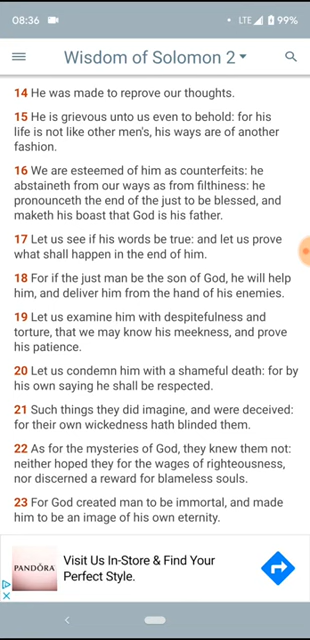 08:36
LTE 99%
Wisdom of Solomon 2
14 He was made to reprove our thoughts.
15 He is grievous unto us even to behold: for his
life is not like other men's, his ways are of another
fashion.
16 We are esteemed of him as counterfeits: he
abstaineth from our ways as from filthiness: he
pronounceth the end of the just to be blessed, and
maketh his boast that God is his father.
17 Let us see if his words be true: and let us prove
what shall happen in the end of him.
18 For if the just man be the son of God, he will help
him, and deliver him from the hand of his enemies.
19 Let us examine him with despitefulness and
torture, that we may know his meekness, and prove
his patience.
20 Let us condemn him with a shameful death: for by
his own saying he shall be respected.
21 Such things they did imagine, and were deceived:
for their own wickedness hath blinded them.
22 As for the mysteries of God, they knew them not:
neither hoped they for the wages of righteousness,
nor discerned a reward for blameless souls.
23 For God created man to be immortal, and made
him to be an image of his own eternity.
PANDÖRA
Visit Us In-Store & Find Your
Perfect Style.